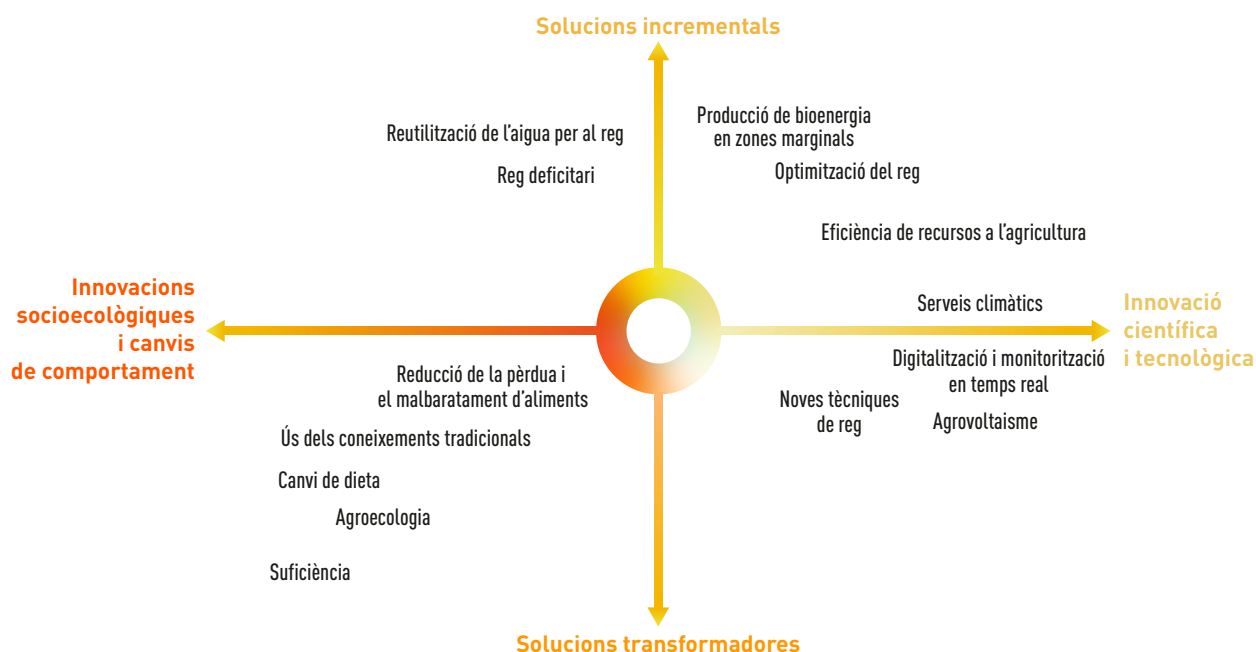 Solucions incrementals
Producció de bioenergia
en zones marginals
Reutilització de l’aigua per al reg
Optimització del reg
Reg deficitari
Eficiència de recursos a l’agricultura
Innovacions
socioecològiques
i canvis
de comportament
Serveis climàtics
Innovació
científica
i tecnològica
Digitalització i monitorització
en temps real
Reducció de la pèrdua i
el malbaratament d’aliments
Noves tècniques
de reg
Agrovoltaisme
Ús dels coneixements tradicionals
Canvi de dieta
Agroecologia
Suficiència
Solucions transformadores